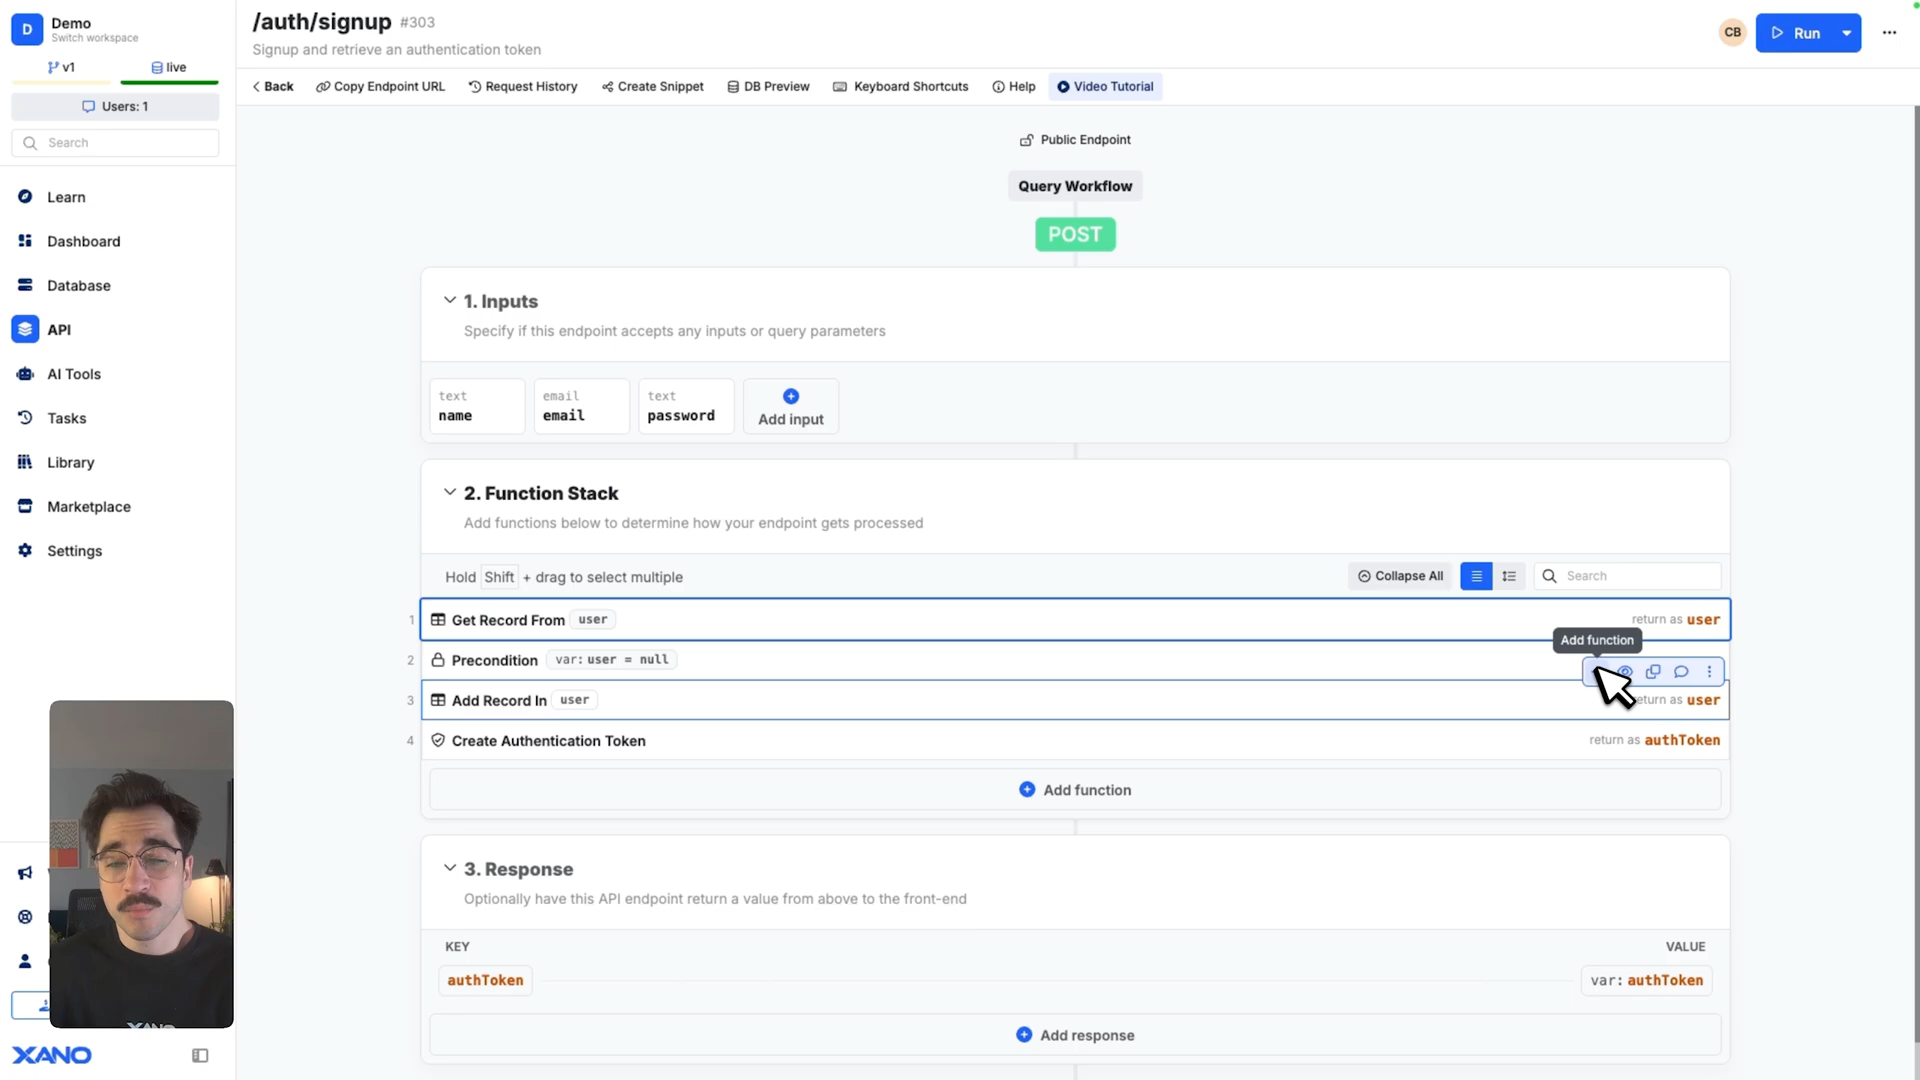 D
Demo
Switch workspace
v1
live
Users: 1
Search
Learn
Dashboard
Database
API
AI Tools
Tasks
Library
Marketplace
Settings
XANO
XANO
/auth/signup #303
Signup and retrieve an authentication token
CB
Run
Back
Copy Endpoint URL
Request History
Create Snippet
DB Preview
Keyboard Shortcuts
Help
Video Tutorial
Public Endpoint
Query Workflow
POST
1. Inputs
Specify if this endpoint accepts any inputs or query parameters
text
name
email
email
text
password
Add input
2. Function Stack
Add functions below to determine how your endpoint gets processed
Hold Shift + drag to select multiple
Collapse All
Search
1 Get Record From user return as user
Add function
2 Precondition var: user = null
3 Add Record In user return as user
4 Create Authentication Token return as authToken
Add function
3. Response
Optionally have this API endpoint return a value from above to the front-end
KEY VALUE
authToken var: authToken
Add response